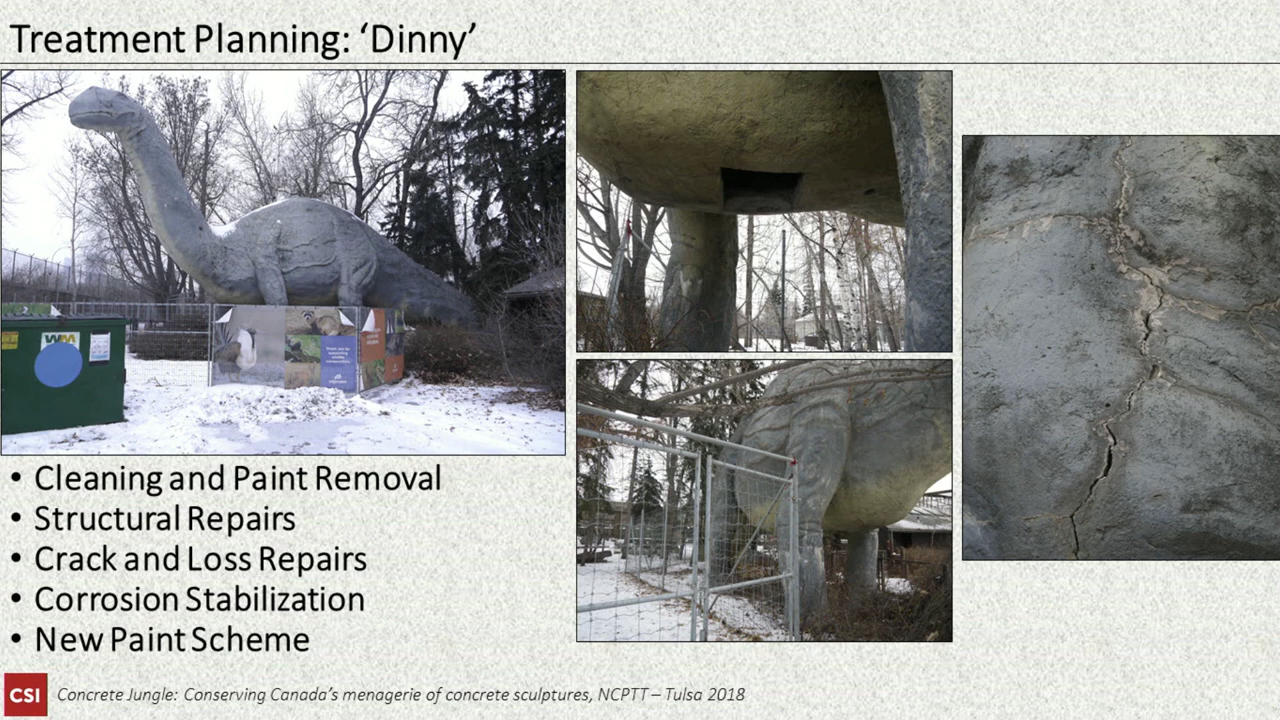 Treatment Planning: ‘Dinny’
WM
• Cleaning and Paint Removal
• Structural Repairs
• Crack and Loss Repairs
• Corrosion Stabilization
• New Paint Scheme
CSI Concrete Jungle: Conserving Canada’s menagerie of concrete sculptures, NCPTT – Tulsa 2018